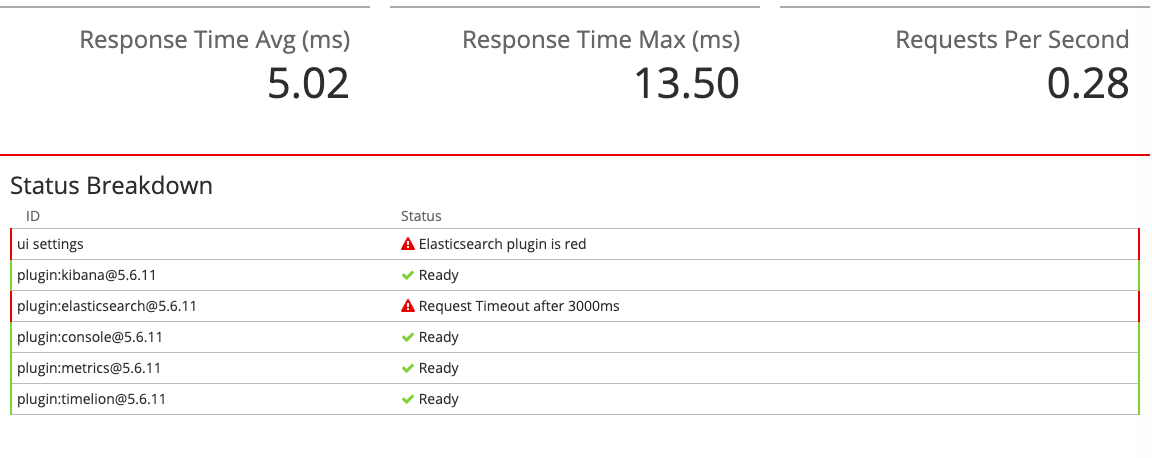 Response Time Avg (ms) Response Time Max (ms) Requests Per Second
5.02 13.50 0.28
Status Breakdown
ID Status
ui settings Elasticsearch plugin is red
plugin:kibana@5.6.11 Ready
plugin:elasticsearch@5.6.11 Request Timeout after 3000ms
plugin:console@5.6.11 Ready
plugin:metrics@5.6.11 Ready
plugin:timelion@5.6.11 Ready